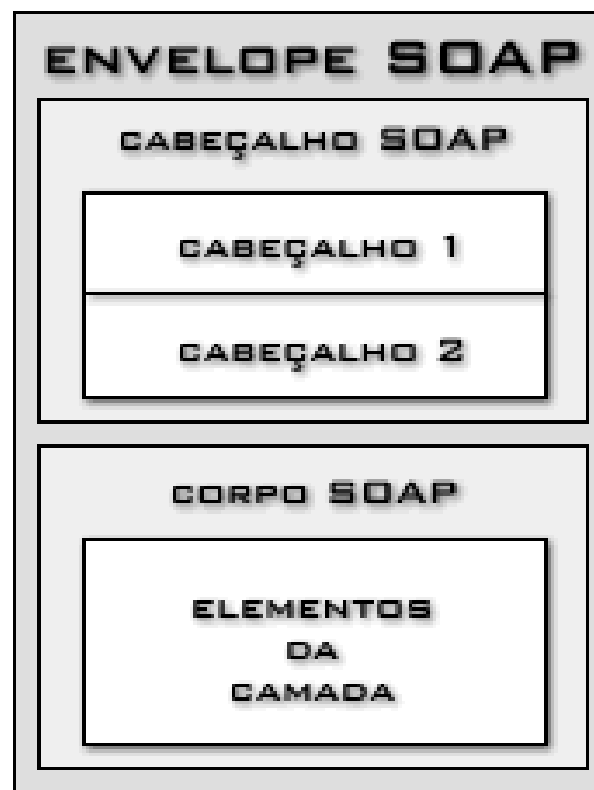 ENVELOPE SOAP
CABEÇALHO SOAP
CABEÇALHO 1
CABEÇALHO 2
CORPO SOAP
ELEMENTOS
DA
CAMADA